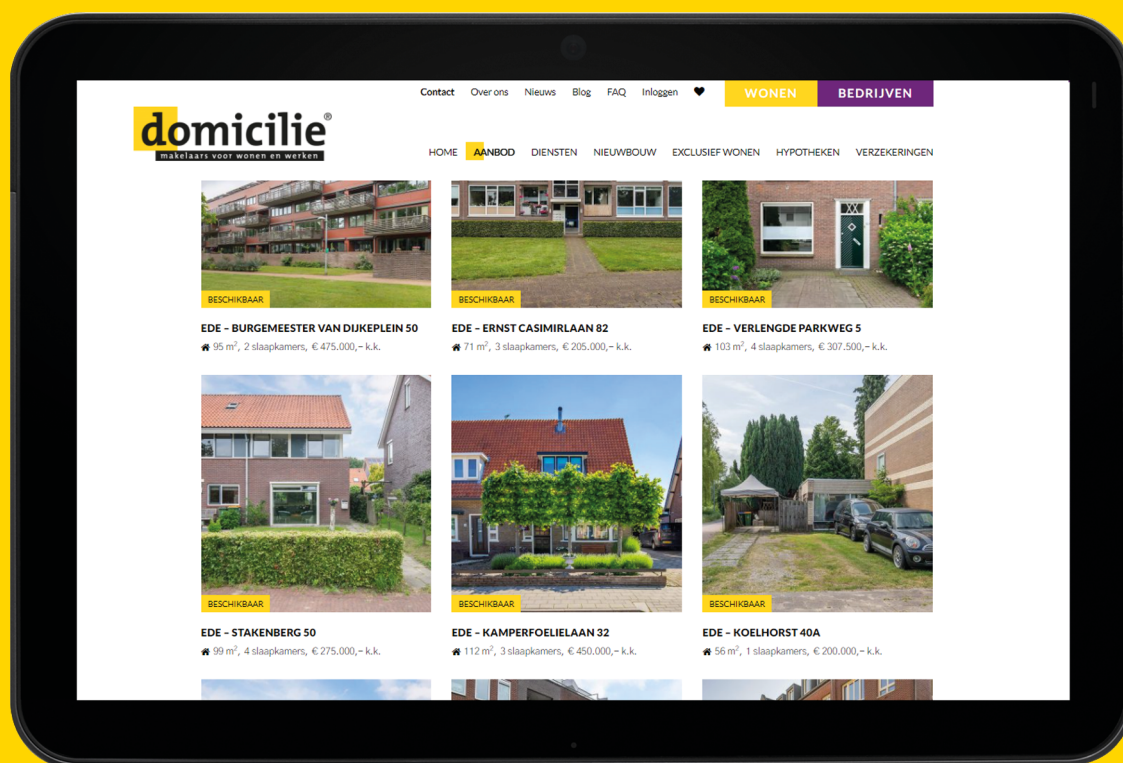 Contact Over ons Nieuws Blog FAQ Inloggen WONEN BEDRIJVEN
domicilie®
makelaars voor wonen en werken
HOME AANBOD DIENSTEN NIEUWBOUW EXCLUSIEF WONEN HYPOTHEKEN VERZEKERINGEN
BESCHIKBAAR BESCHIKBAAR BESCHIKBAAR
EDE – BURGEMEESTER VAN DIJKEPLEIN 50 EDE – ERNST CASIMIRLAAN 82 EDE – VERLENGDE PARKWEG 5
95 m², 2 slaapkamers, € 475.000,– k.k. 71 m², 3 slaapkamers, € 205.000,– k.k. 103 m², 4 slaapkamers, € 307.500,– k.k.
BESCHIKBAAR BESCHIKBAAR BESCHIKBAAR
EDE – STAKENBERG 50 EDE – KAMPERFOELIELAAN 32 EDE – KOELHORST 40A
99 m², 4 slaapkamers, € 275.000,– k.k. 112 m², 3 slaapkamers, € 450.000,– k.k. 56 m², 1 slaapkamers, € 200.000,– k.k.